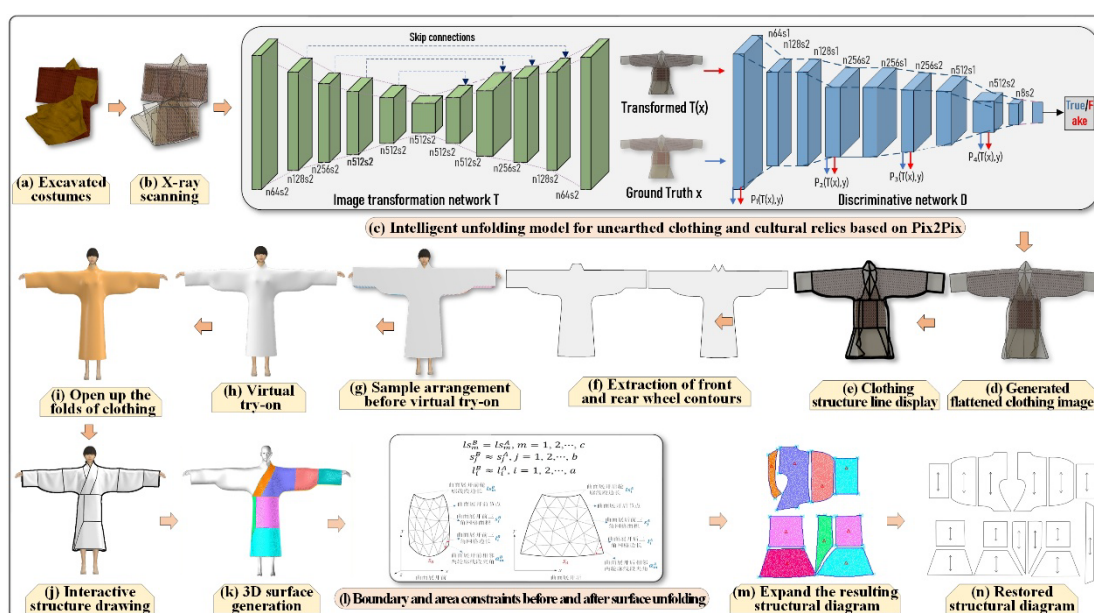 Skip connections
n64s2
n128s2
n256s2
n512s2
n512s2
n512s2
n512s2
n256s2
n128s2
n64s2
Image transformation network T
Transformed T(x)
Ground Truth x
n64s1
n128s2
n128s1
n256s2
n256s1
n256s2
n512s1
n512s2
n8s2
True/F
ake
P₁(T(x),y)
P₂(T(x),y)
P₃(T(x),y)
P₄(T(x),y)
Discriminative network D
(a) Excavated
costumes
(b) X-ray
scanning
(c) Intelligent unfolding model for unearthed clothing and cultural relics based on Pix2Pix
(i) Open up the
folds of clothing
(h) Virtual
try-on
(g) Sample arrangement
before virtual try-on
(f) Extraction of front
and rear wheel contours
(e) Clothing
structure line display
(d) Generated
flattened clothing image
(j) Interactive
structure drawing
(k) 3D surface
generation
(l) Boundary and area constraints before and after surface unfolding
(m) Expand the resulting
structural diagram
(n) Restored
structural diagram